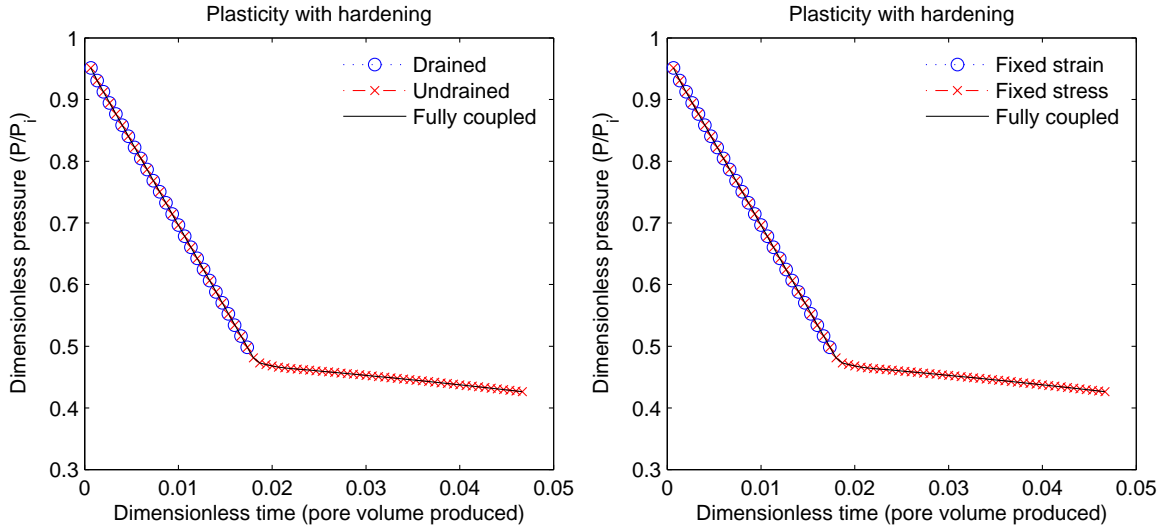 Plasticity with hardening
Dimensionless pressure (P/P_i)
1
0.9
0.8
0.7
0.6
0.5
0.4
0.3
0
0.01
0.02
0.03
0.04
0.05
Dimensionless time (pore volume produced)
Drained
Undrained
Fully coupled
Plasticity with hardening
Dimensionless pressure (P/P_i)
1
0.9
0.8
0.7
0.6
0.5
0.4
0.3
0
0.01
0.02
0.03
0.04
0.05
Dimensionless time (pore volume produced)
Fixed strain
Fixed stress
Fully coupled